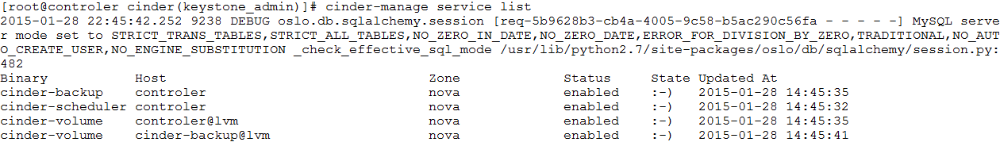 [root@controler cinder(keystone_admin)]# cinder-manage service list
2015-01-28 22:45:42.252 9238 DEBUG oslo.db.sqlalchemy.session [req-5b9628b3-cb4a-4005-9c58-b5ac290c56fa - - - - -] MySQL serve
r mode set to STRICT_TRANS_TABLES,STRICT_ALL_TABLES,NO_ZERO_IN_DATE,NO_ZERO_DATE,ERROR_FOR_DIVISION_BY_ZERO,TRADITIONAL,NO_AUT
O_CREATE_USER,NO_ENGINE_SUBSTITUTION _check_effective_sql_mode /usr/lib/python2.7/site-packages/oslo/db/sqlalchemy/session.py:
482
Binary           Host                                 Zone             Status     State Updated At
cinder-backup    controler                            nova             enabled    :-)   2015-01-28 14:45:35
cinder-scheduler controler                            nova             enabled    :-)   2015-01-28 14:45:32
cinder-volume    controler@lvm                        nova             enabled    :-)   2015-01-28 14:45:35
cinder-volume    cinder-backup@lvm                    nova             enabled    :-)   2015-01-28 14:45:41